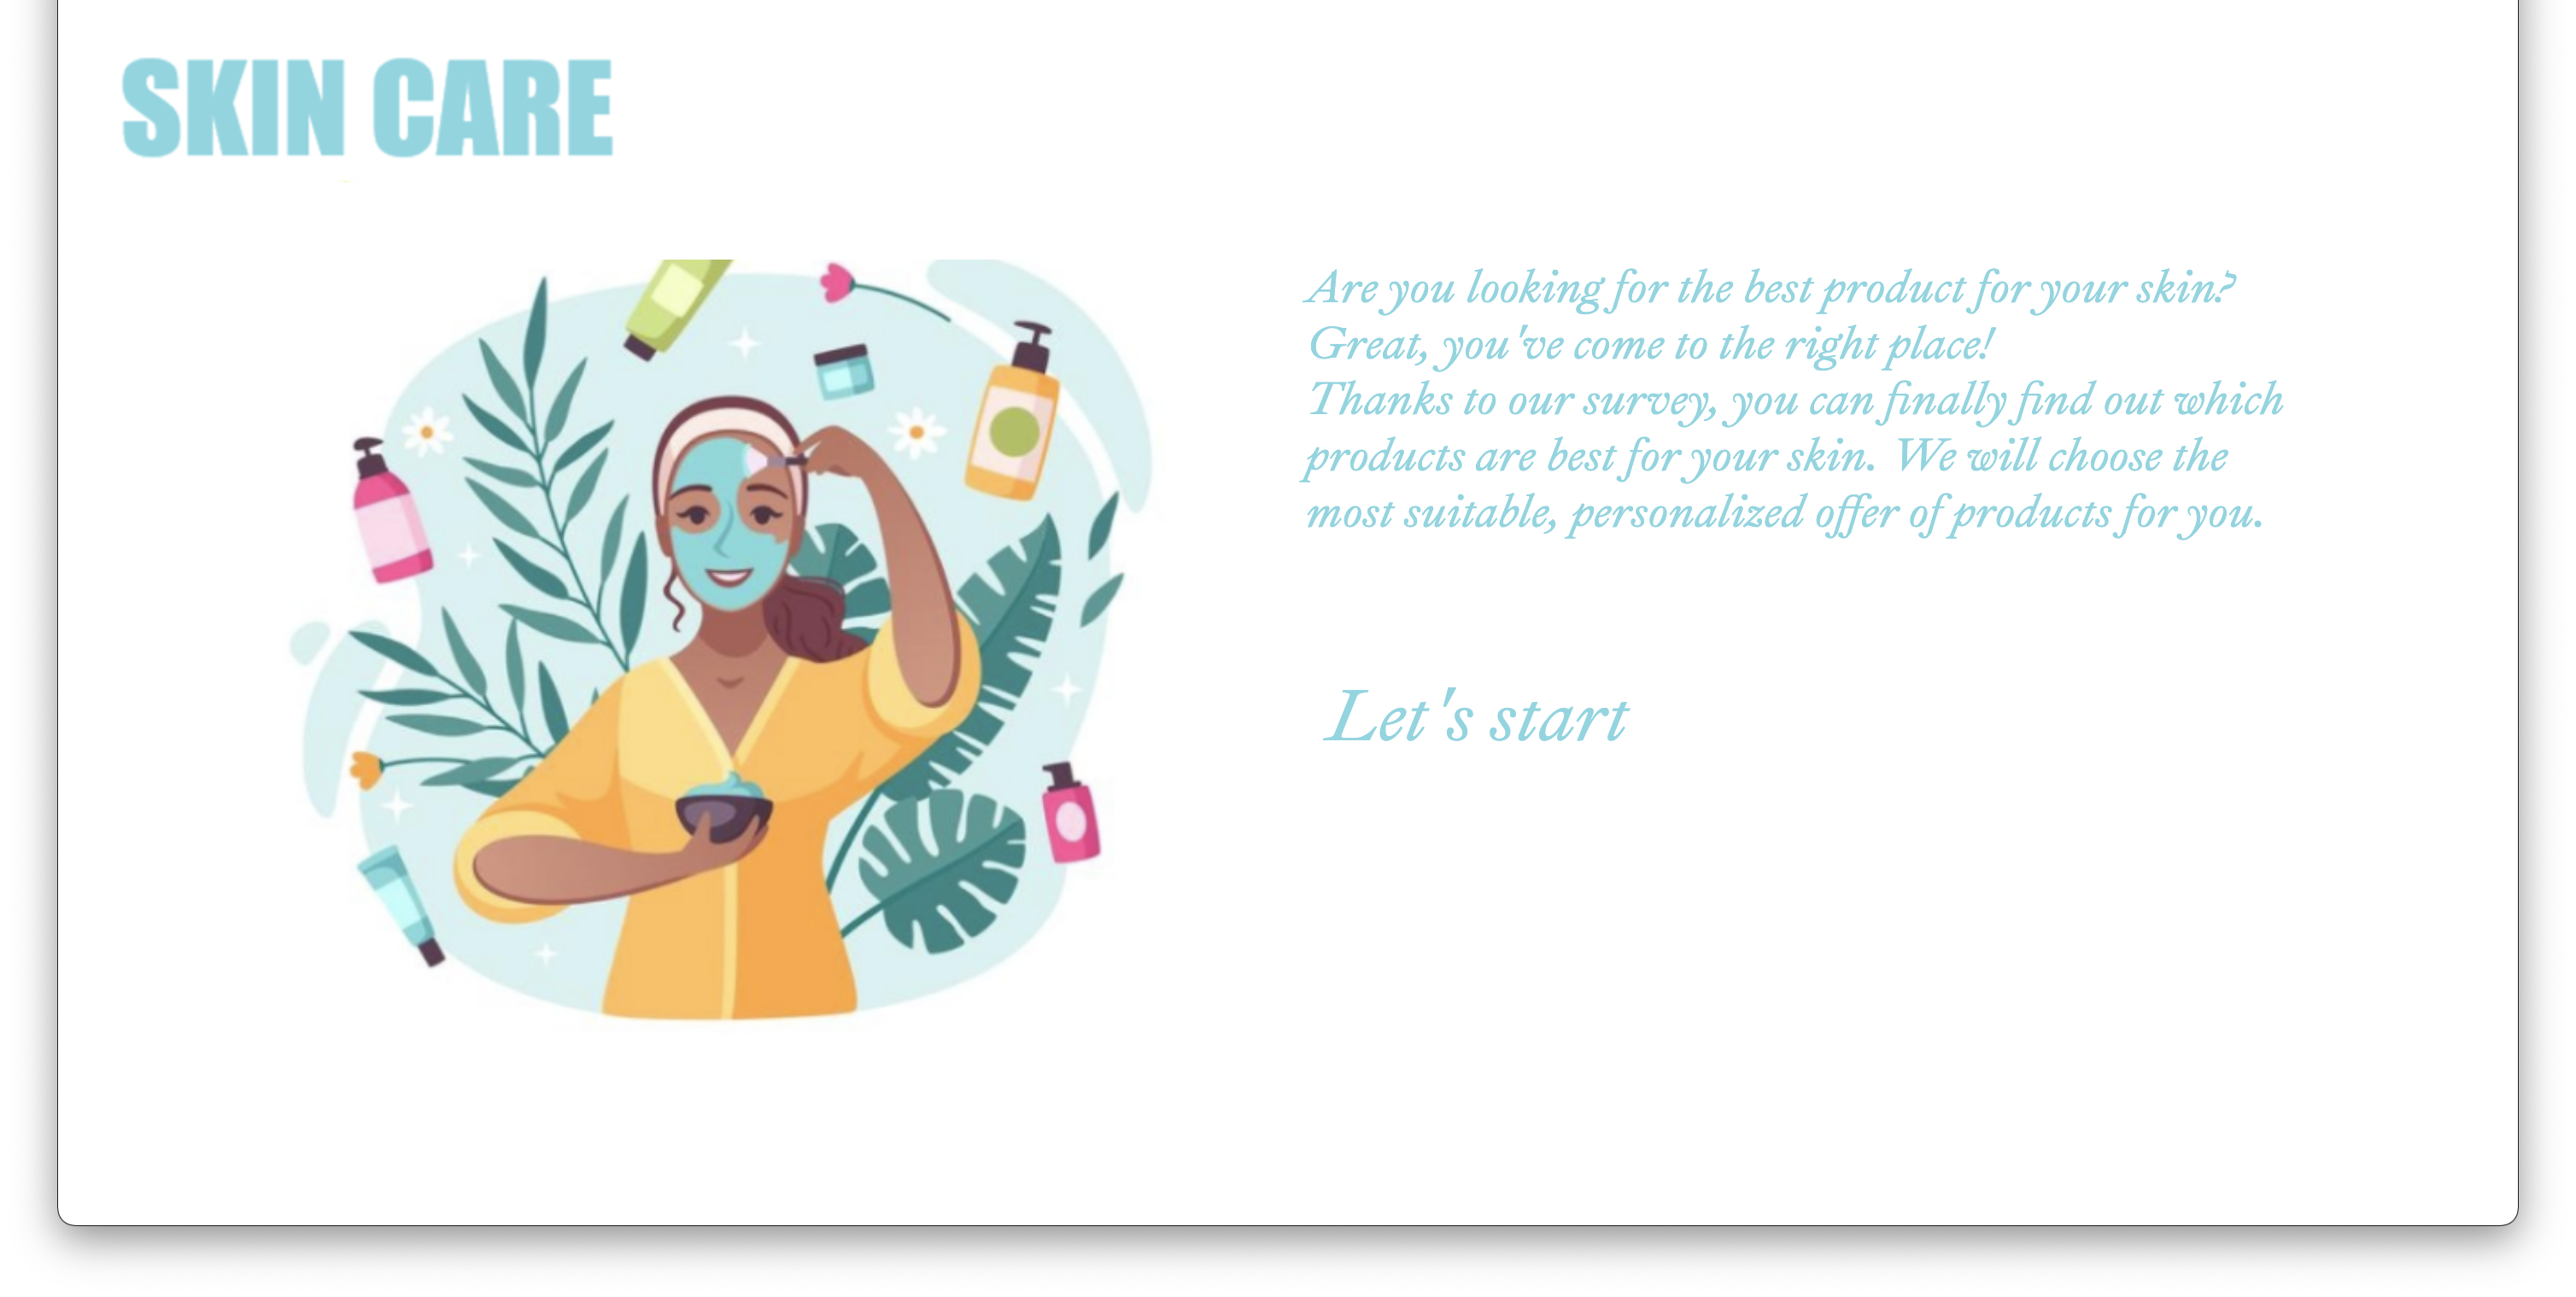 SKIN CARE
Are you looking for the best product for your skin?
Great, you've come to the right place!
Thanks to our survey, you can finally find out which
products are best for your skin. We will choose the
most suitable, personalized offer of products for you.
Let's start